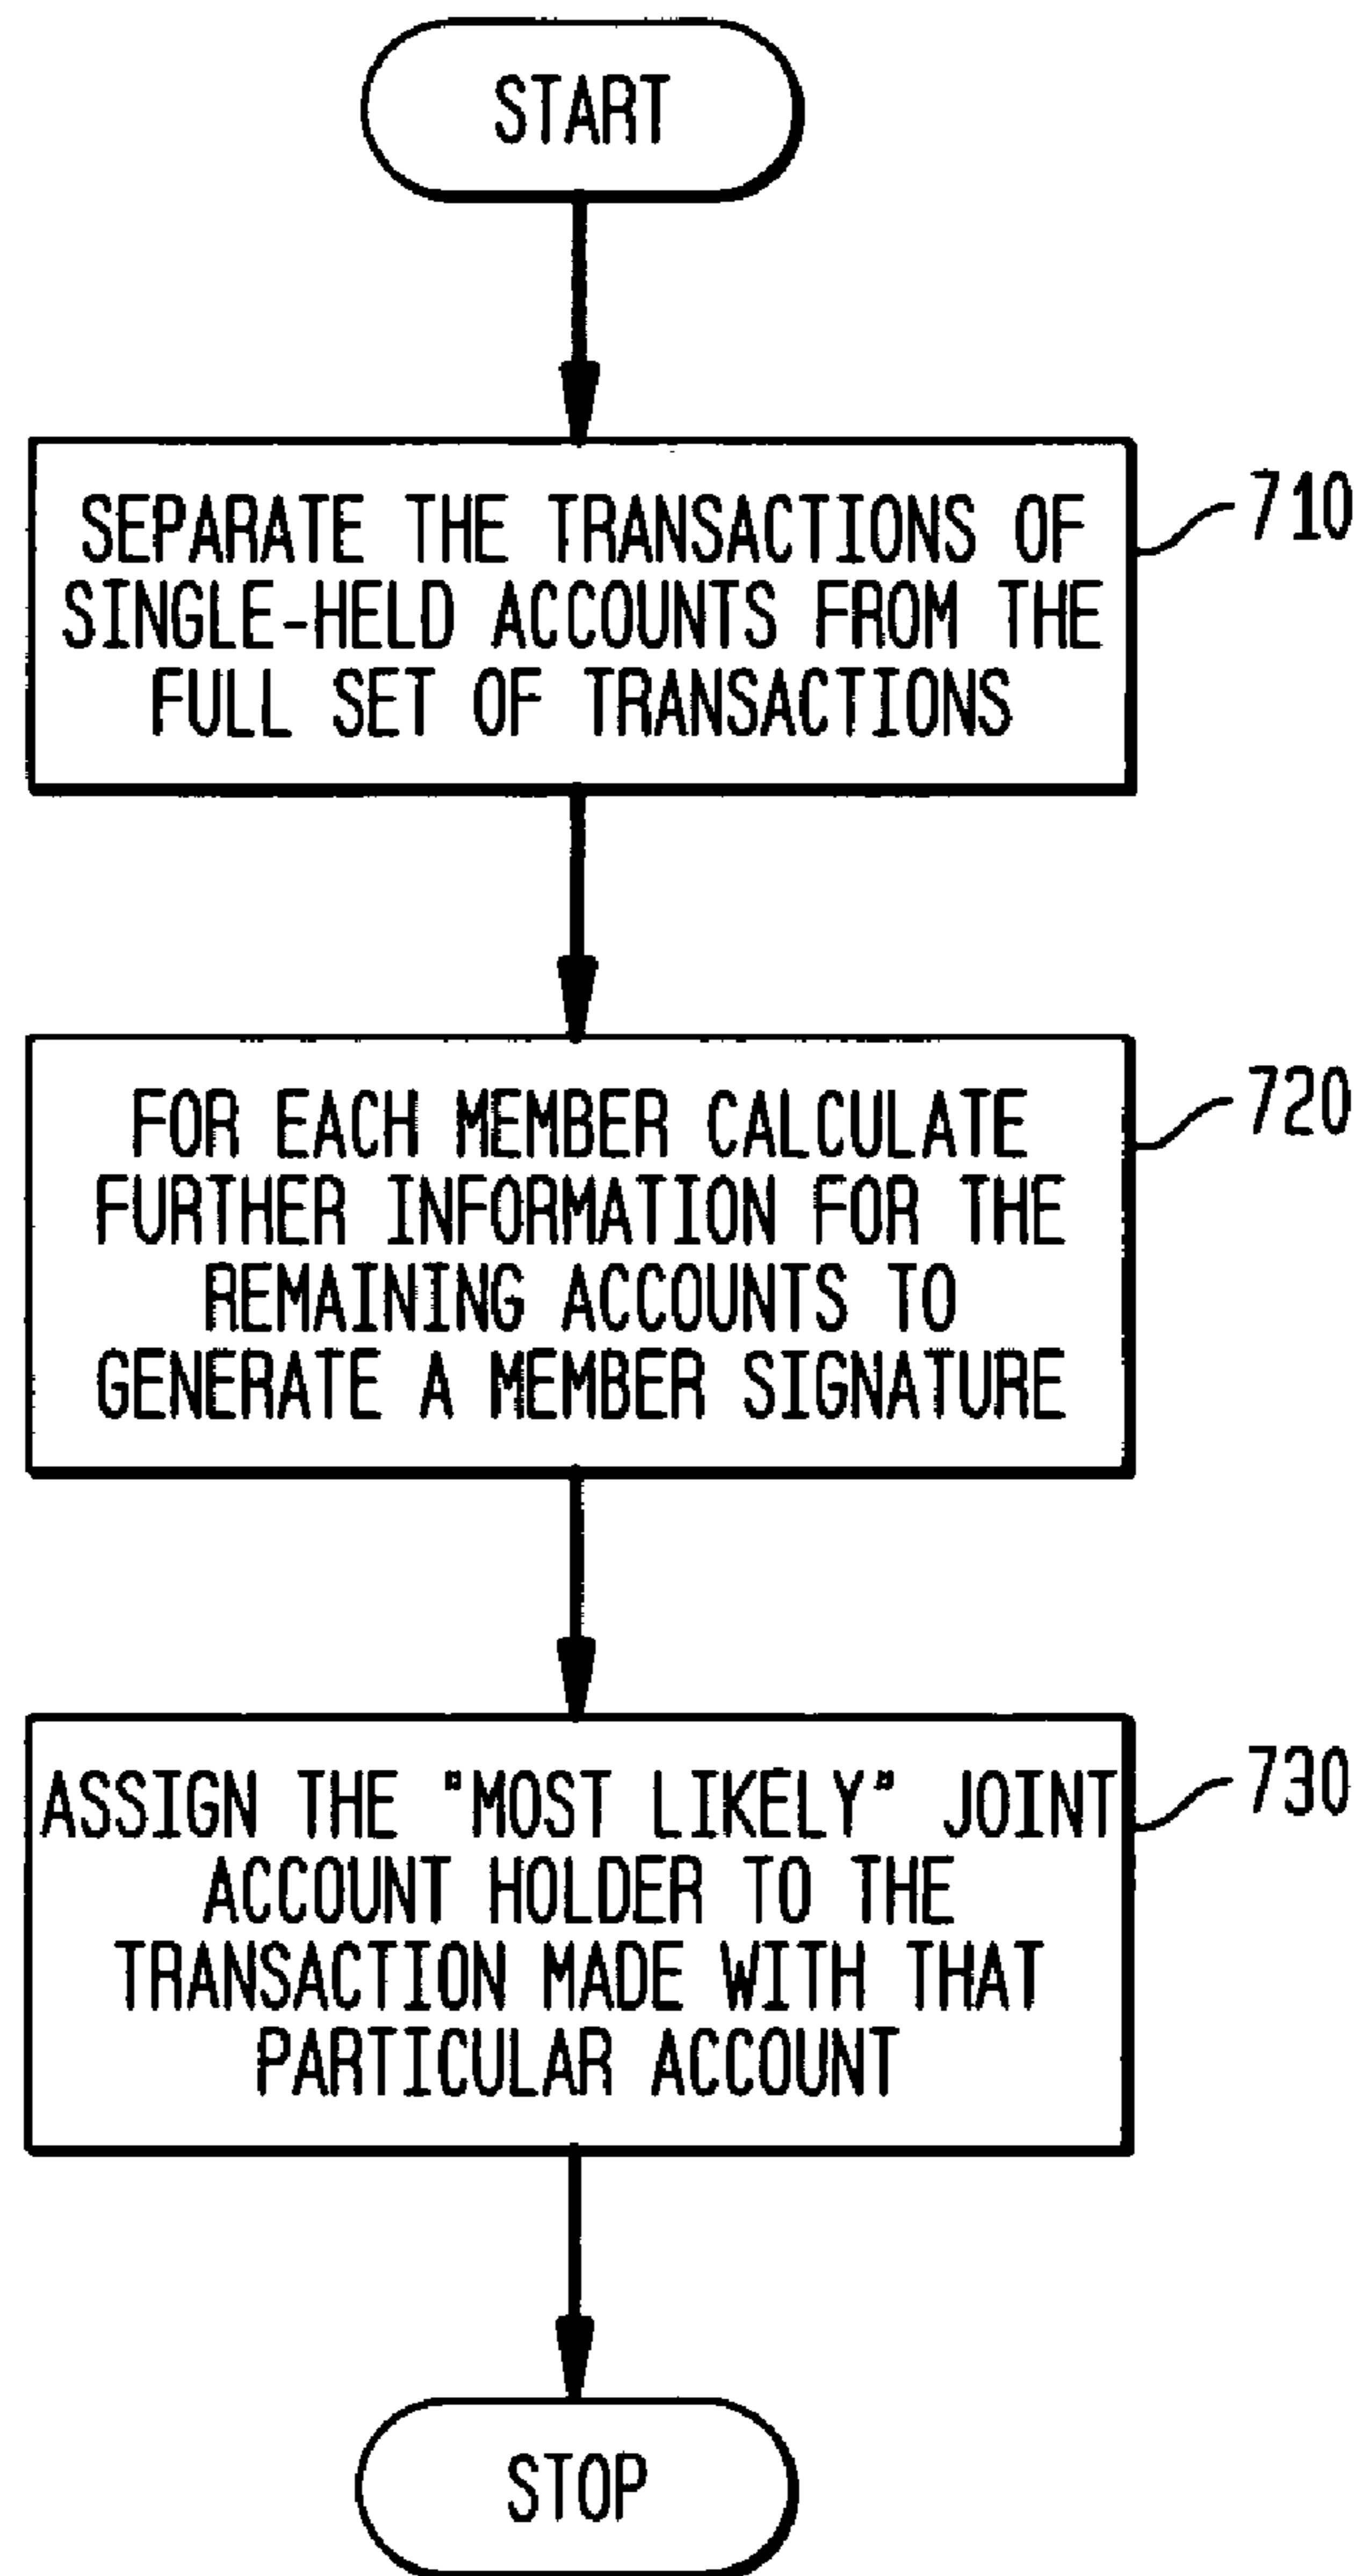 START
SEPARATE THE TRANSACTIONS OF
SINGLE-HELD ACCOUNTS FROM THE
FULL SET OF TRANSACTIONS
710
FOR EACH MEMBER CALCULATE
FURTHER INFORMATION FOR THE
REMAINING ACCOUNTS TO
GENERATE A MEMBER SIGNATURE
720
ASSIGN THE "MOST LIKELY" JOINT
ACCOUNT HOLDER TO THE
TRANSACTION MADE WITH THAT
PARTICULAR ACCOUNT
730
STOP